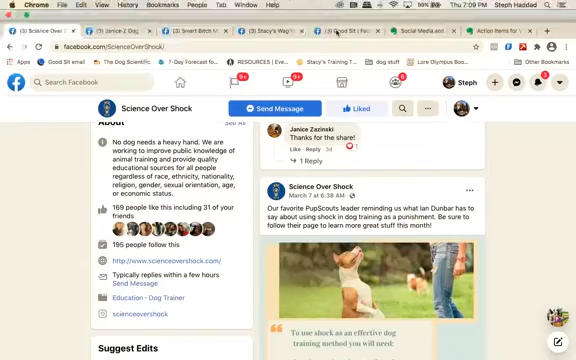 Chrome File Edit View History Bookmarks People Tab Window Help
99% Thu 7:09 PM Steph Haddad
(3) Science Over S
(3) Janice Z Dog
(3) Smart Bitch M
(3) Stacy's Wag'n
(3) Good Sit | Fac
Social Media and
Action Items for V
facebook.com/ScienceOverShock/
Apps
Good Sit email
The Dog Scientific
7-Day Forecast fo
RESOURCES
Stacy's Training T
dog stuff
Lore Olympus Boo
Search Facebook
9+
9+
6
Steph
3
Science Over Shock
Send Message
Liked
About
See All
No dog needs a heavy hand. We are
working to improve public knowledge of
animal training and provide quality
educational sources for all people
regardless of race, ethnicity, nationality,
religion, gender, sexual orientation, age,
or economic status.
169 people like this including 31 of your
friends
195 people follow this
http://www.scienceovershock.com/
Typically replies within a few hours
Send Message
Education · Dog Trainer
scienceovershock
Suggest Edits
Janice Zazinski
Thanks for the share!
1
Like · Reply · 3d
1 Reply
Science Over Shock
March 7 at 6:38 AM
Our favorite PupScouts leader reminding us what Ian Dunbar has to
say about using shock in dog training as a punishment. Be sure to
follow their page to learn more great stuff this month!
To use shock as an effective dog
training method you will need: